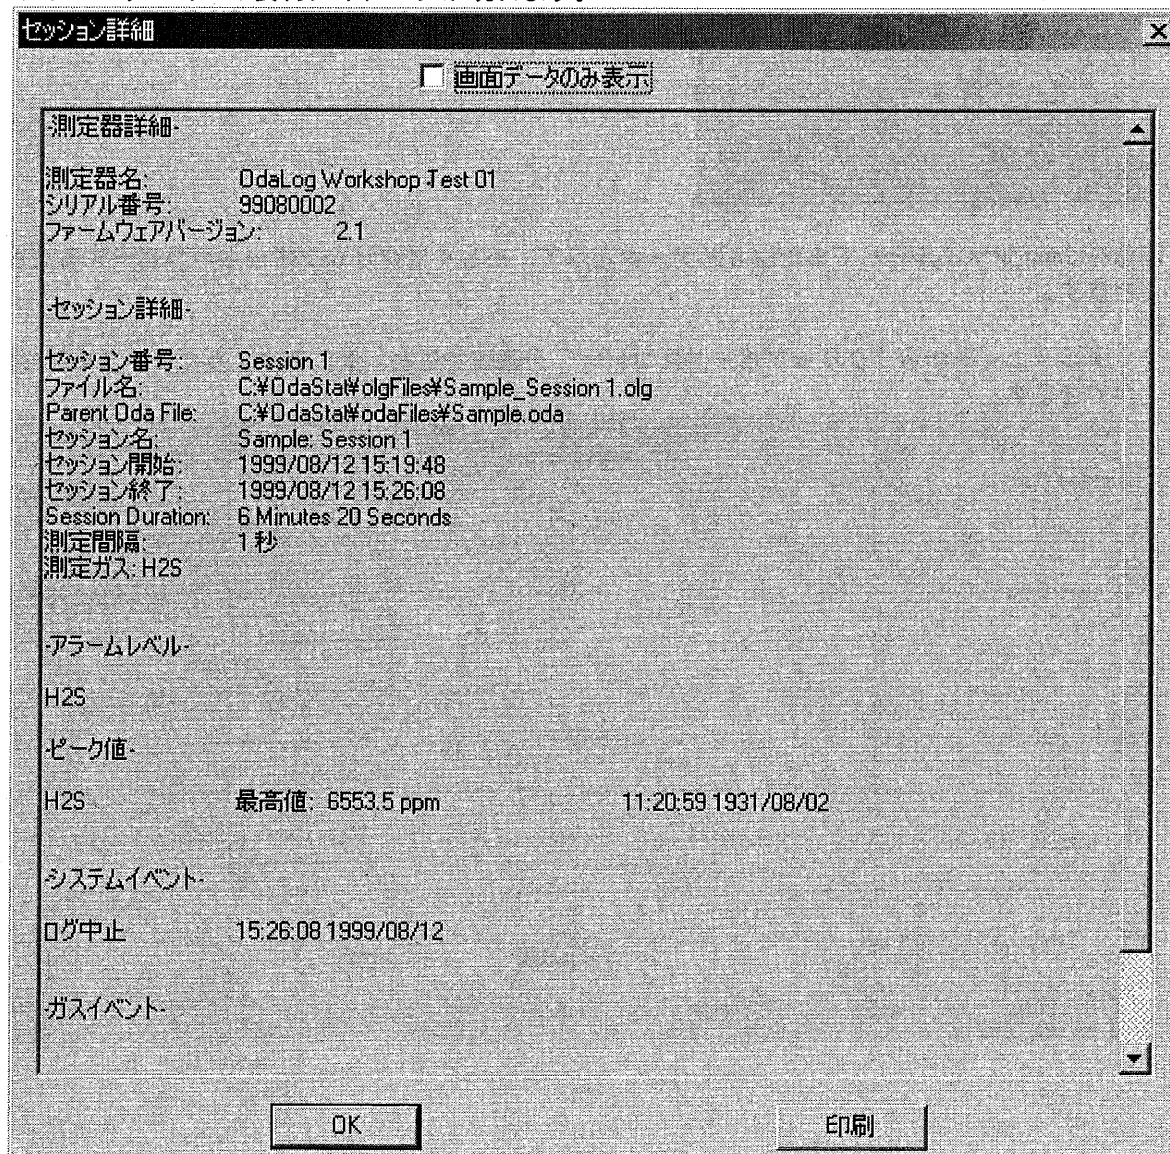 セッション詳細
画面データのみ表示
-測定器詳細-
測定器名: OdaLog Workshop Test 01
シリアル番号: 99080002
ファームウェアバージョン: 2.1
-セッション詳細-
セッション番号: Session 1
ファイル名: C:¥OdaStat¥olgFiles¥Sample_Session 1.olg
Parent Oda File: C:¥OdaStat¥odaFiles¥Sample.oda
セッション名: Sample: Session 1
セッション開始: 1999/08/12 15:19:48
セッション終了: 1999/08/12 15:26:08
Session Duration: 6 Minutes 20 Seconds
測定間隔: 1 秒
測定ガス: H2S
-アラームレベル-
H2S
-ピーク値-
H2S 最高値: 6553.5 ppm 11:20:59 1931/08/02
-システムイベント-
ログ中止 15:26:08 1999/08/12
-ガスイベント-
OK 印刷